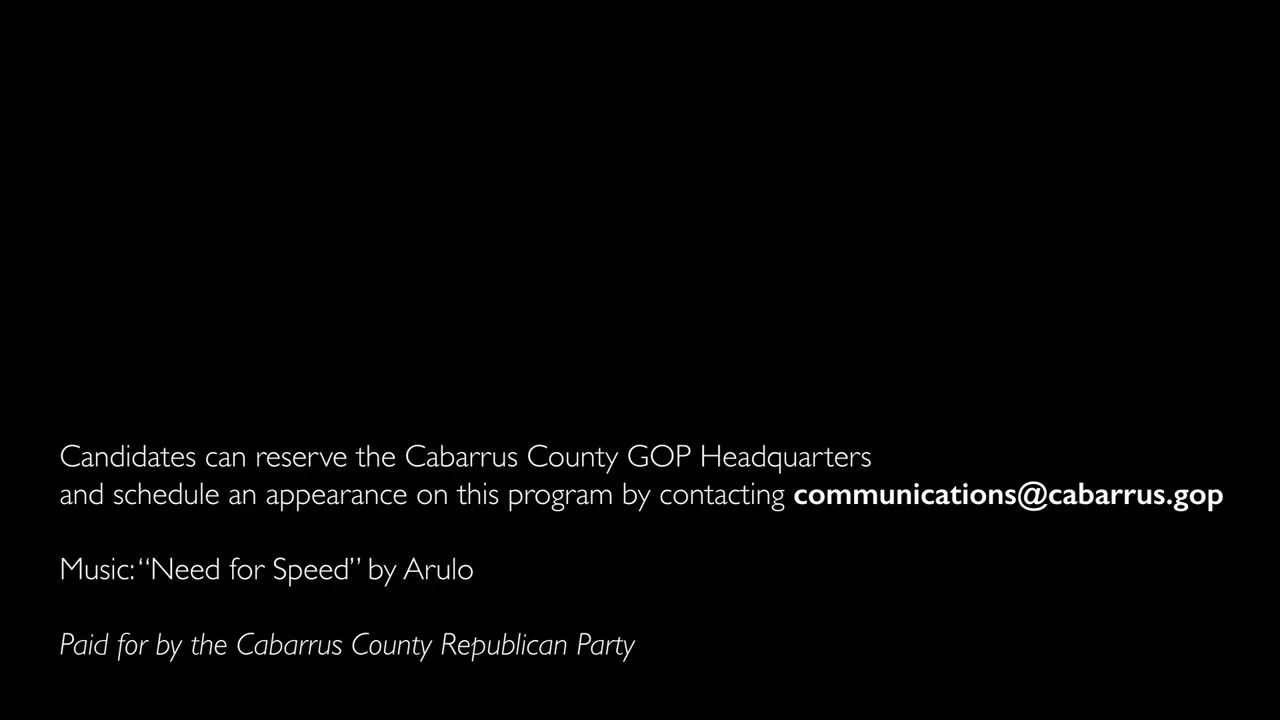 Candidates can reserve the Cabarrus County GOP Headquarters
and schedule an appearance on this program by contacting communications@cabarrus.gop
Music: “Need for Speed” by Arulo
Paid for by the Cabarrus County Republican Party